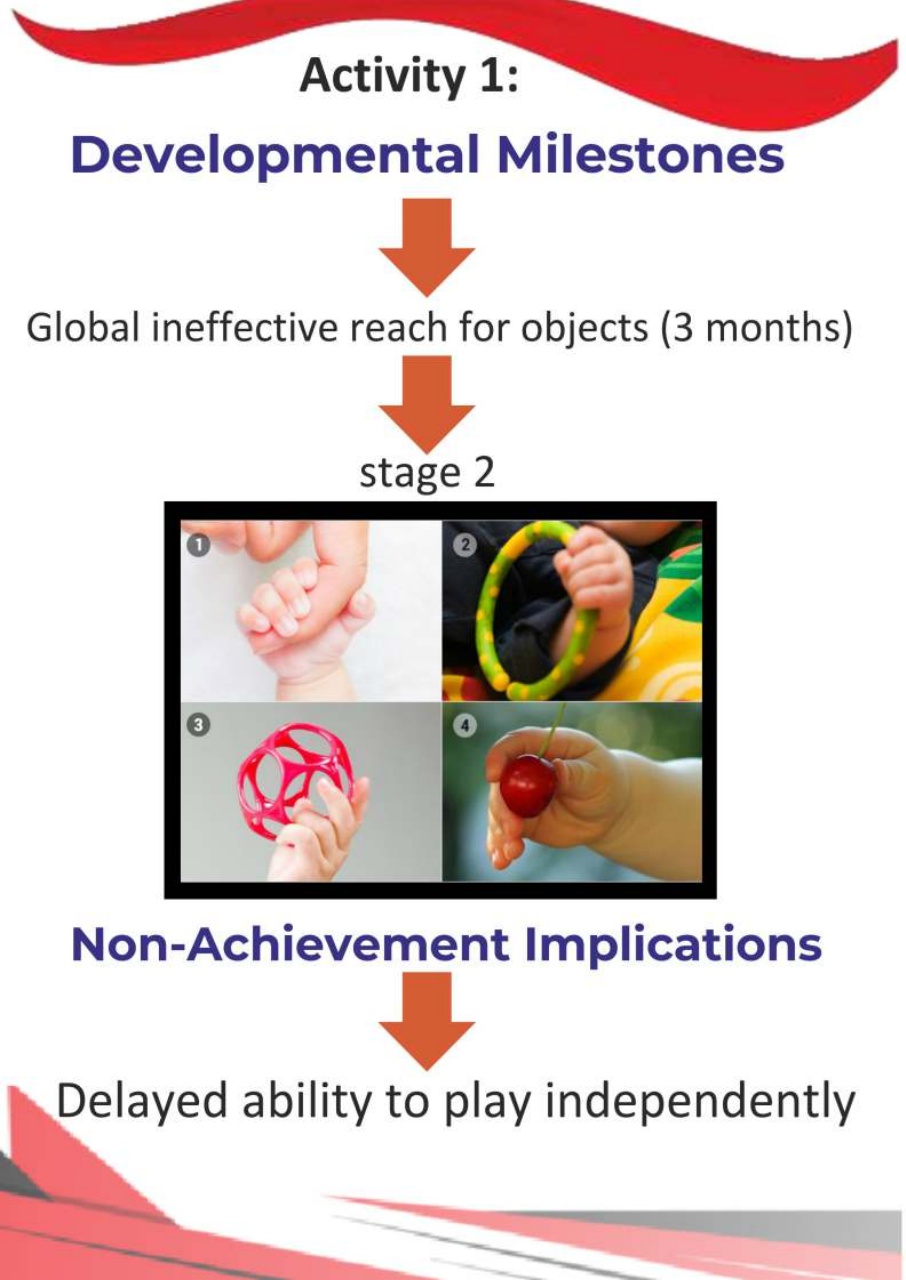 Activity 1:
Developmental Milestones
Global ineffective reach for objects (3 months)
stage 2
1
2
3
4
Non-Achievement Implications
Delayed ability to play independently